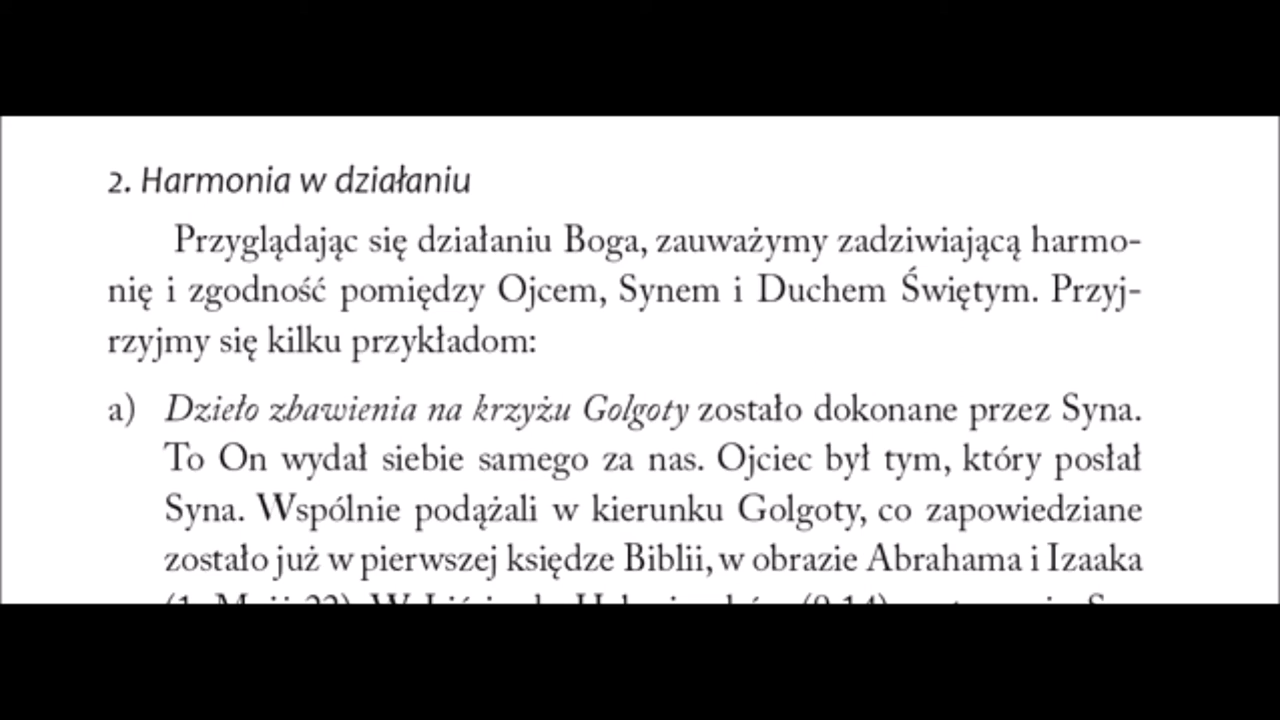 2. Harmonia w działaniu
Przyglądając się działaniu Boga, zauważymy zadziwiającą harmo-
nię i zgodność pomiędzy Ojcem, Synem i Duchem Świętym. Przyj-
rzyjmy się kilku przykładom:
a) Dzieło zbawienia na krzyżu Golgoty zostało dokonane przez Syna.
To On wydał siebie samego za nas. Ojciec był tym, który posłał
Syna. Wspólnie podążali w kierunku Golgoty, co zapowiedziane
zostało już w pierwszej księdze Biblii, w obrazie Abrahama i Izaaka